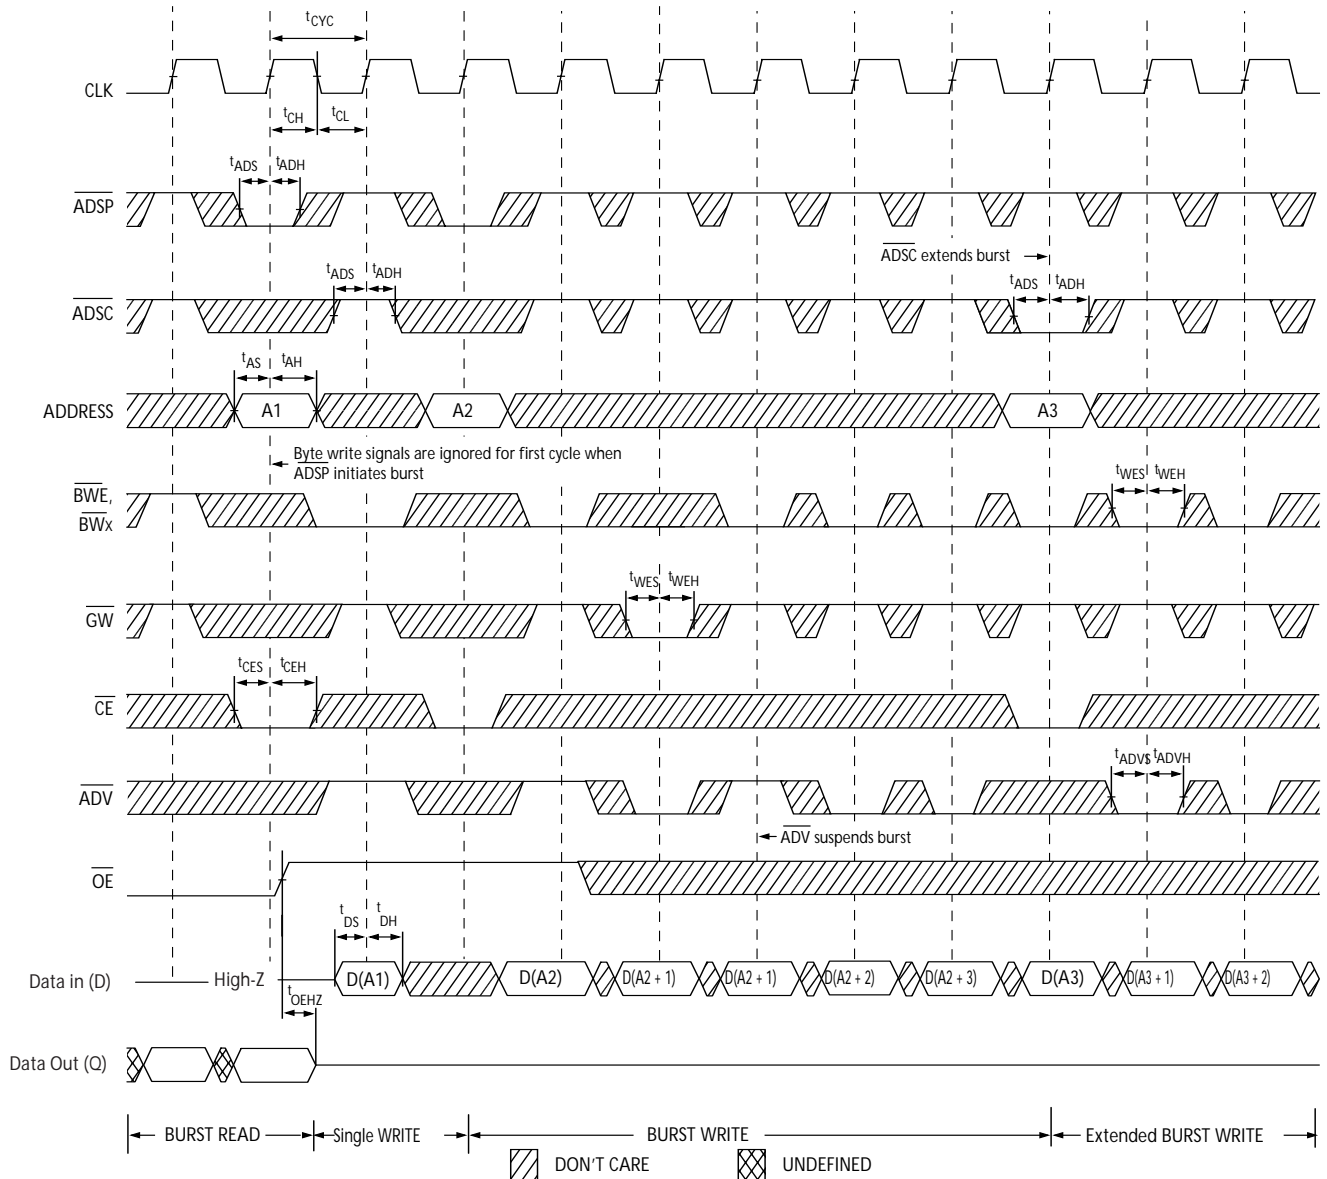 tCYC
CLK
tCH
tCL
tADS
tADH
ADSP
ADSC extends burst
tADS
tADH
tADS
tADH
ADSC
tAS
tAH
ADDRESS
A1
A2
A3
Byte write signals are ignored for first cycle when
ADSP initiates burst
tWES
tWEH
BWE,
BWx
tWES
tWEH
GW
tCES
tCEH
CE
tADVS
tADVH
ADV
ADV suspends burst
OE
tDS
tDH
Data in (D)
High-Z
D(A1)
D(A2)
D(A2 + 1)
D(A2 + 1)
D(A2 + 2)
D(A2 + 3)
D(A3)
D(A3 + 1)
D(A3 + 2)
tOEHZ
Data Out (Q)
BURST READ
Single WRITE
BURST WRITE
Extended BURST WRITE
DON'T CARE
UNDEFINED